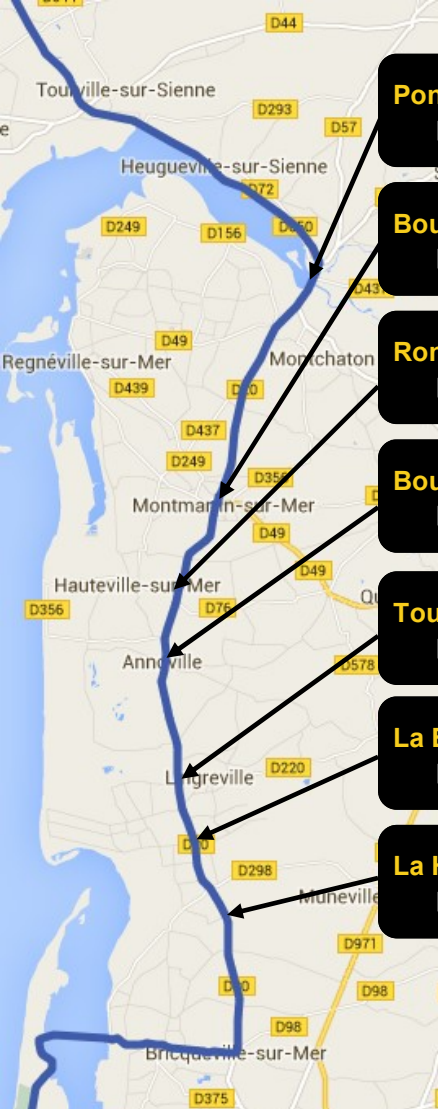 D44
Tourville-sur-Sienne
D293
D57
Pon
Heugueville-sur-Sienne
D72
D249
D156
D650
Bou
D43
D49
Regnéville-sur-Mer
Montchaton
Ron
D439
D20
D437
D249
D356
Bou
Montmartin-sur-Mer
D49
D49
Hauteville-sur-Mer
D356
D76
Qu
Tou
Annoville
D578
La B
Lingreville
D220
D20
D298
La H
Muneville
D971
D20
D98
D98
Bricqueville-sur-Mer
D375